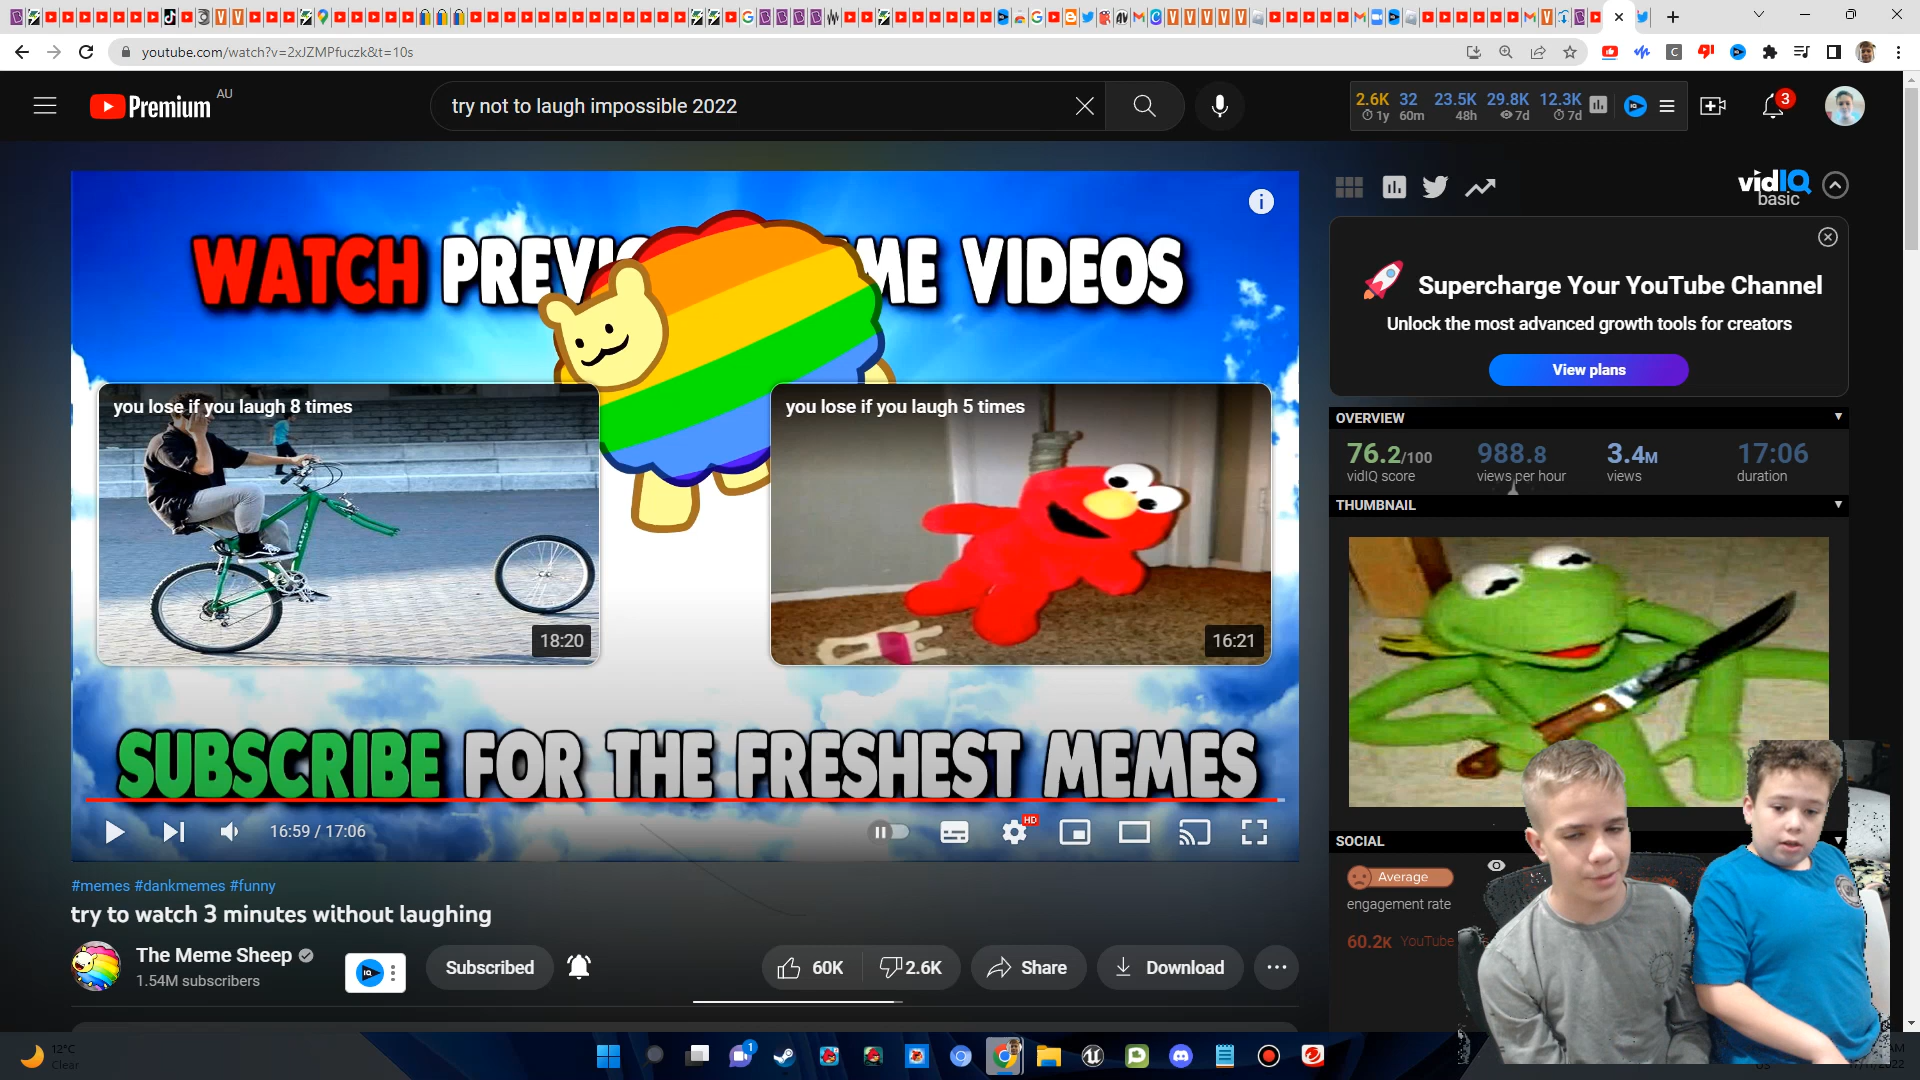 youtube.com/watch?v=2xJZMPfuczk&t=10s
Premium AU
try not to laugh impossible 2022
2.6K 32 23.5K 29.8K 12.3K
1y 60m 48h 7d 7d
3
WATCH PREVI ME VIDEOS
you lose if you laugh 8 times
18:20
you lose if you laugh 5 times
16:21
SUBSCRIBE FOR THE FRESHEST MEMES
16:59 / 17:06
HD
#memes #dankmemes #funny
try to watch 3 minutes without laughing
The Meme Sheep
1.54M subscribers
IQ
Subscribed
60K
2.6K
Share
Download
vidIQ
basic
Supercharge Your YouTube Channel
Unlock the most advanced growth tools for creators
View plans
OVERVIEW
76.2/100 988.8 3.4M 17:06
vidIQ score views per hour views duration
THUMBNAIL
SOCIAL
Average
engagement rate
60.2K YouTube
12°C
Clear
1